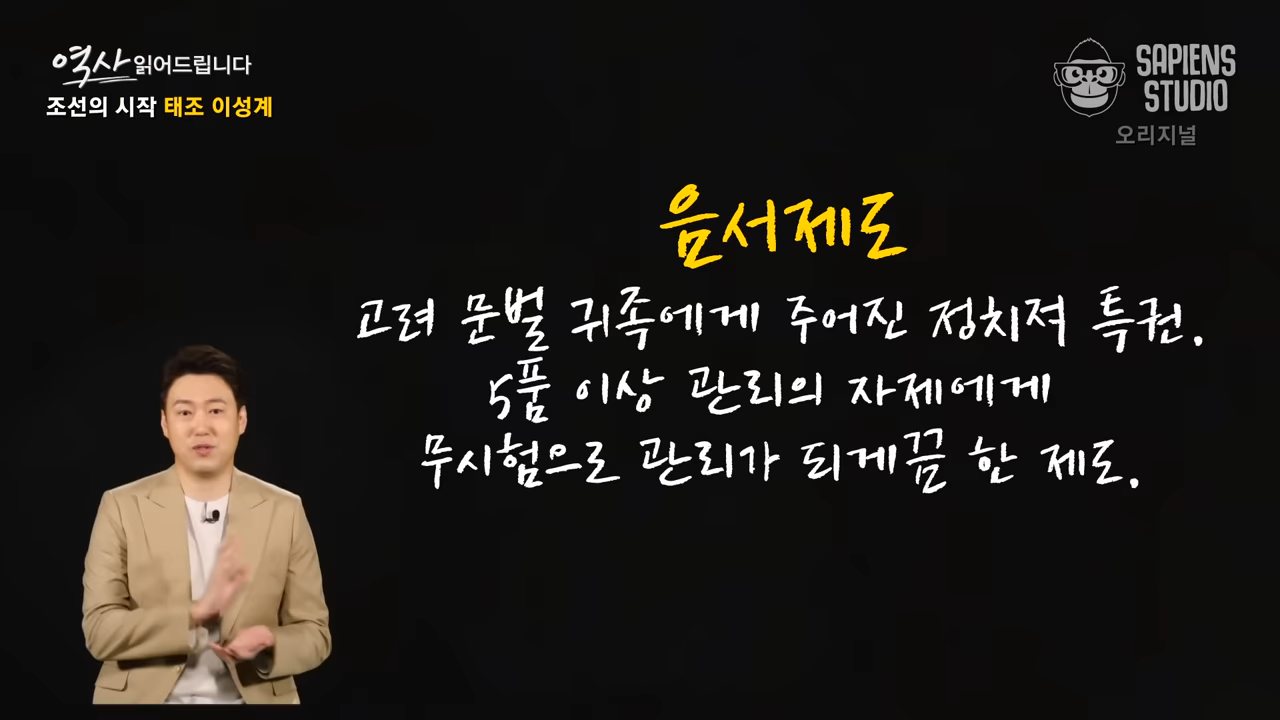 역사 읽어드립니다
조선의 시작 태조 이성계
SAPIENS
STUDIO
오리지널
음서제도
고려 문벌 귀족에게 주어진 정치적 특권.
5품 이상 관리의 자제에게
무시험으로 관리가 되게끔 한 제도.